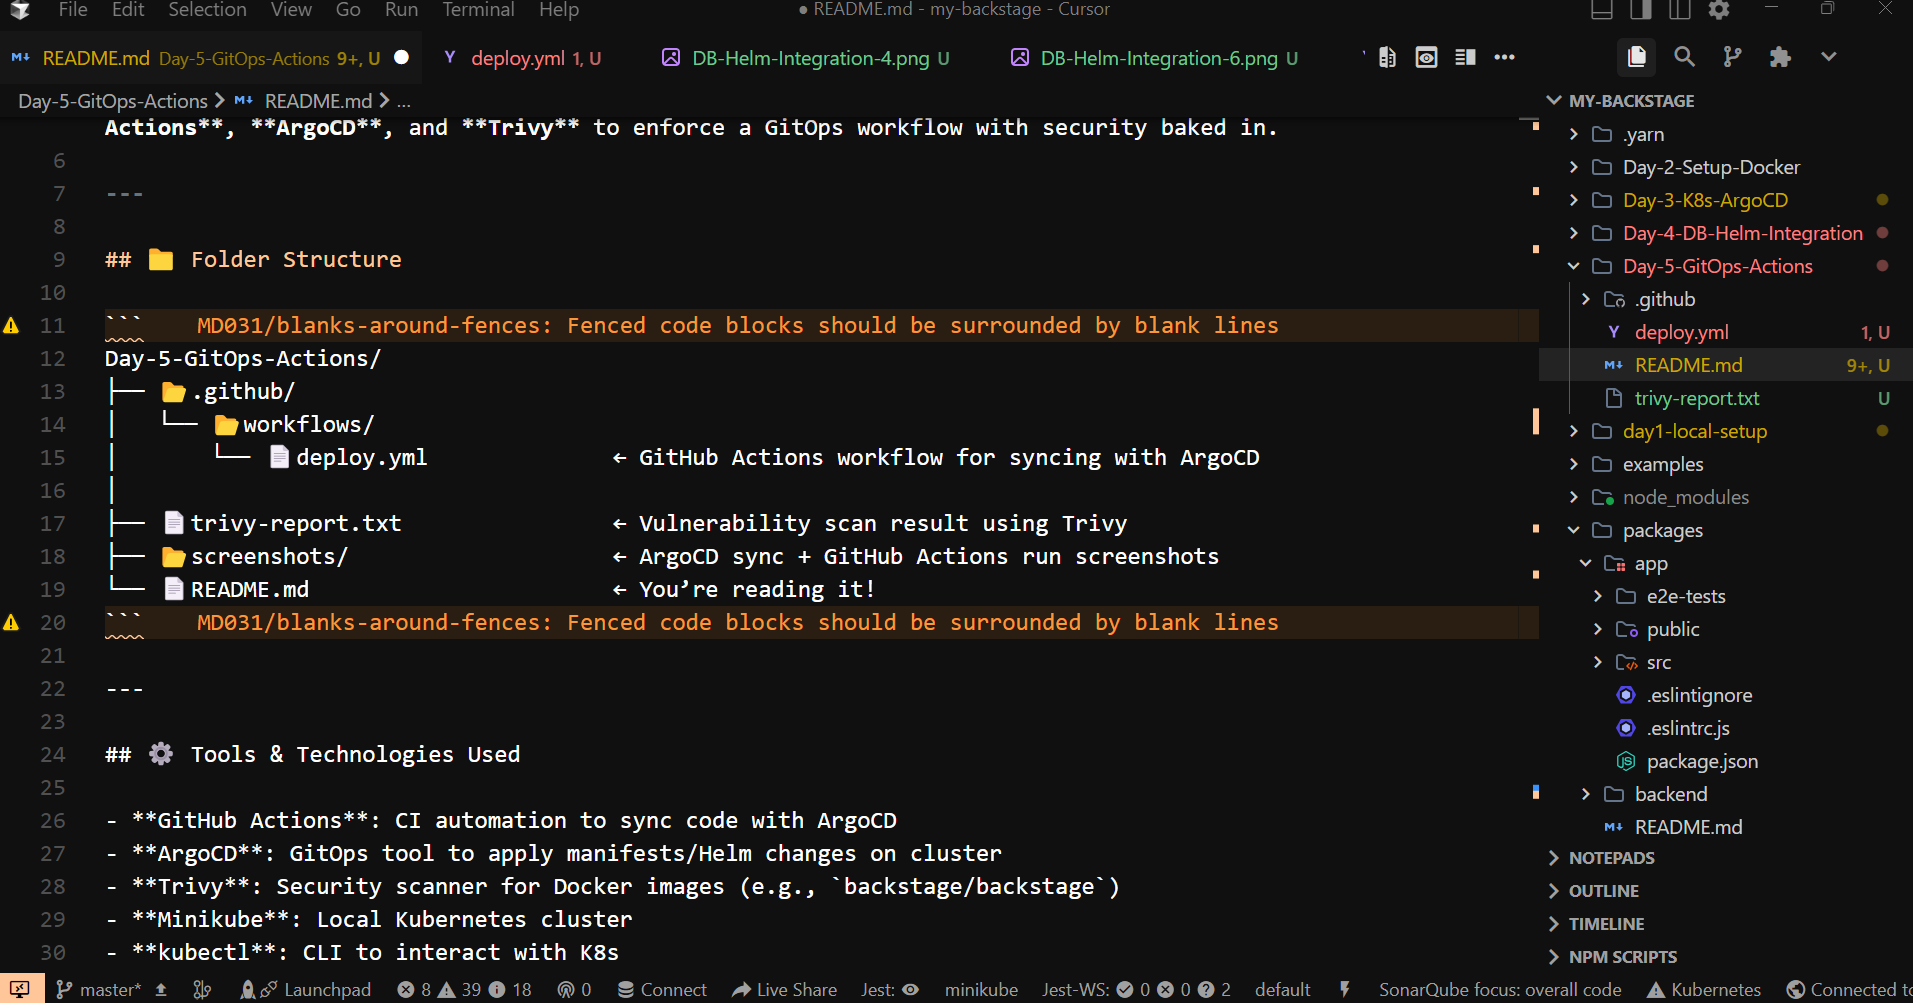 File Edit Selection View Go Run Terminal Help
● README.md - my-backstage - Cursor
README.md Day-5-GitOps-Actions 9+, U
deploy.yml 1, U
DB-Helm-Integration-4.png U
DB-Helm-Integration-6.png U
Day-5-GitOps-Actions > README.md > ...
Actions**, **ArgoCD**, and **Trivy** to enforce a GitOps workflow with security baked in.
6
7 ---
8
9 ## 📁 Folder Structure
10
11 ``` MD031/blanks-around-fences: Fenced code blocks should be surrounded by blank lines
12 Day-5-GitOps-Actions/
13 ├── 📂.github/
14 │   └── 📂workflows/
15 │       └── 📄deploy.yml ← GitHub Actions workflow for syncing with ArgoCD
16 │
17 ├── 📄trivy-report.txt ← Vulnerability scan result using Trivy
18 ├── 📂screenshots/ ← ArgoCD sync + GitHub Actions run screenshots
19 └── 📄README.md ← You’re reading it!
20 ``` MD031/blanks-around-fences: Fenced code blocks should be surrounded by blank lines
21
22 ---
23
24 ## ⚙️ Tools & Technologies Used
25
26 - **GitHub Actions**: CI automation to sync code with ArgoCD
27 - **ArgoCD**: GitOps tool to apply manifests/Helm changes on cluster
28 - **Trivy**: Security scanner for Docker images (e.g., `backstage/backstage`)
29 - **Minikube**: Local Kubernetes cluster
30 - **kubectl**: CLI to interact with K8s
MY-BACKSTAGE
.yarn
Day-2-Setup-Docker
Day-3-K8s-ArgoCD
Day-4-DB-Helm-Integration
Day-5-GitOps-Actions
.github
deploy.yml 1, U
README.md 9+, U
trivy-report.txt U
day1-local-setup
examples
node_modules
packages
app
e2e-tests
public
src
.eslintignore
.eslintrc.js
package.json
backend
README.md
NOTEPADS
OUTLINE
TIMELINE
NPM SCRIPTS
master* Launchpad 8 39 18 0 Connect Live Share Jest: minikube Jest-WS: 0 0 2 default SonarQube focus: overall code Kubernetes Connected to